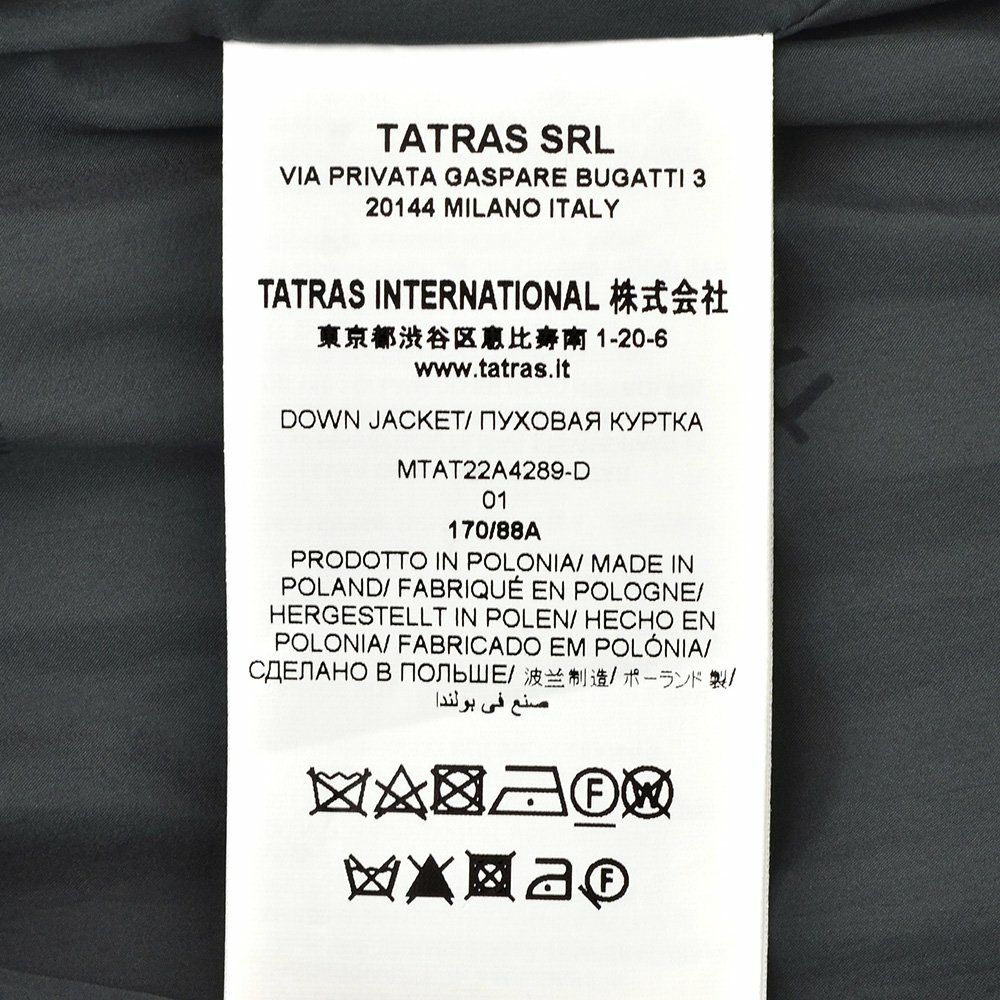 TATRAS SRL
VIA PRIVATA GASPARE BUGATTI 3
20144 MILANO ITALY
TATRAS INTERNATIONAL 株式会社
東京都渋谷区恵比寿南 1-20-6
www.tatras.it
DOWN JACKET/ ПУХОВАЯ КУРТКА
MTAT22A4289-D
01
170/88A
PRODOTTO IN POLONIA/ MADE IN
POLAND/ FABRIQUÉ EN POLOGNE/
HERGESTELLT IN POLEN/ HECHO EN
POLONIA/ FABRICADO EM POLÓNIA/
СДЕЛАНО В ПОЛЬШЕ/ 波兰制造/ ポーランド製/
صنع في بولندا
F W
F